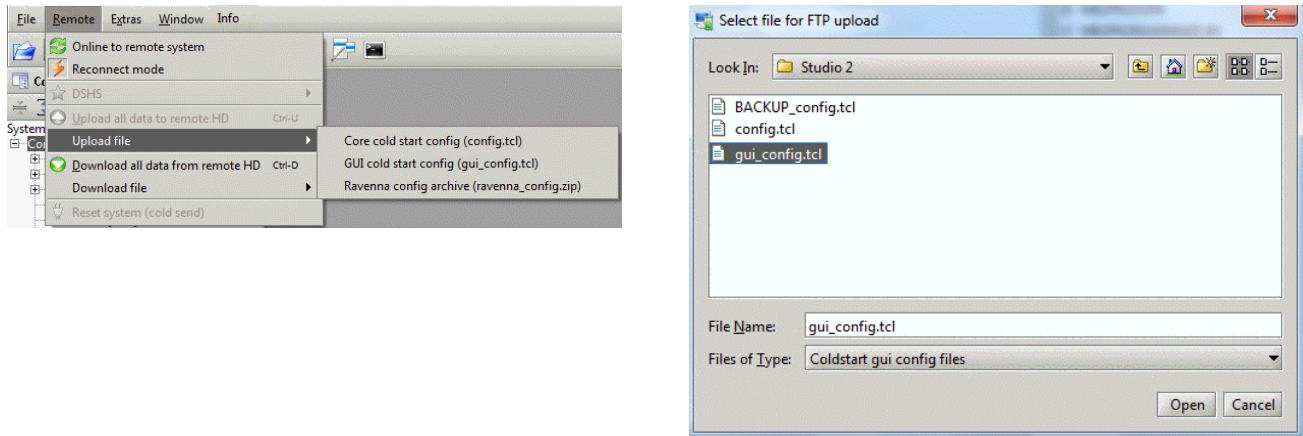 File Remote Extras Window Info
Online to remote system
Reconnect mode
Co
DSHS
Upload all data to remote HD Ctrl-U
System
Upload file
Core cold start config (config.tcl)
Con
GUI cold start config (gui_config.tcl)
Download all data from remote HD Ctrl-D
Download file
Ravenna config archive (ravenna_config.zip)
Reset system (cold send)
Select file for FTP upload
Look In: Studio 2
BACKUP_config.tcl
config.tcl
gui_config.tcl
File Name: gui_config.tcl
Files of Type: Coldstart gui config files
Open Cancel